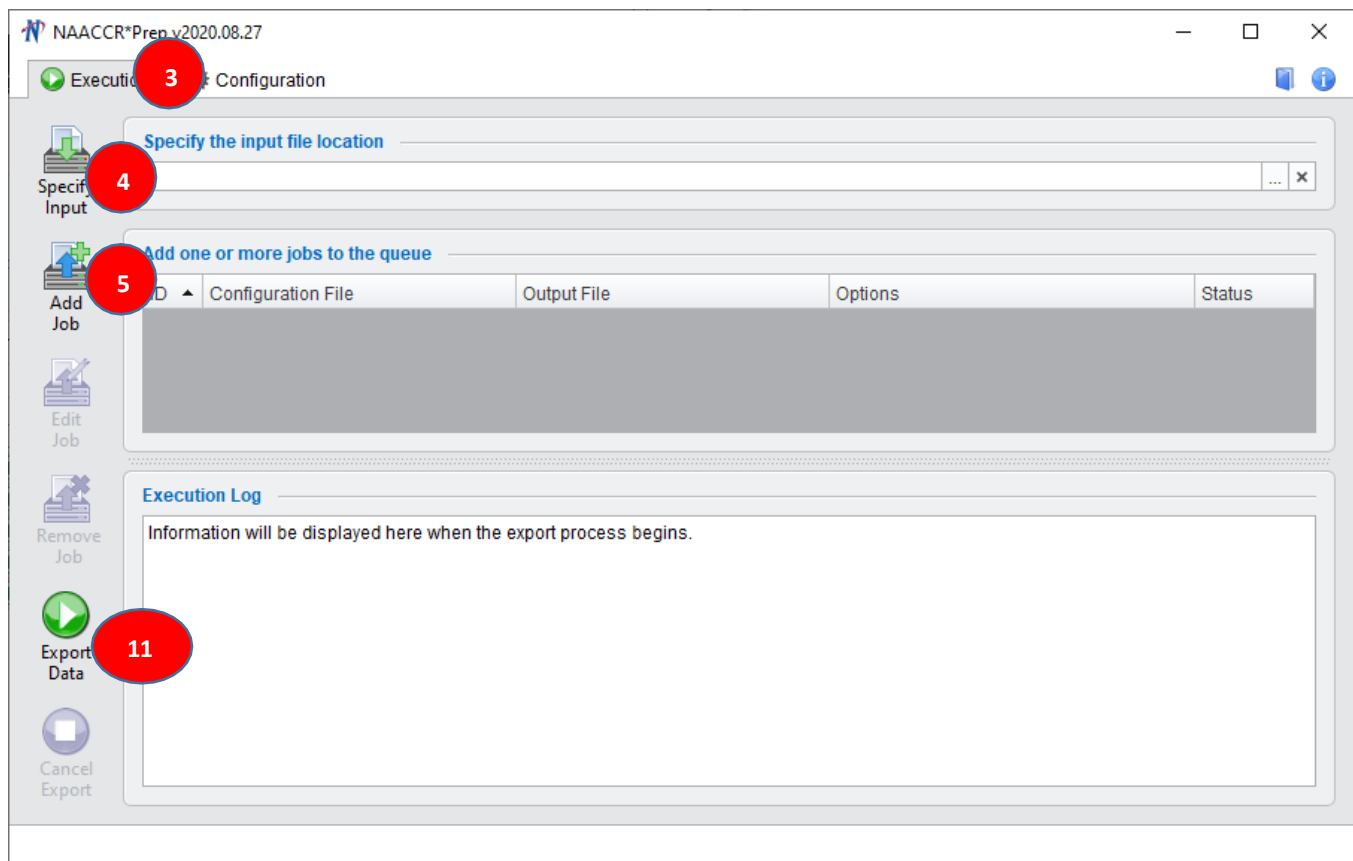 NAACCR*Prep v2020.08.27
3
Configuration
Specify the input file location
4
Input
...
Add one or more jobs to the queue
5
Add
Job
Configuration File
Output File
Options
Status
Edit
Job
Execution Log
Information will be displayed here when the export process begins.
Remove
Job
11
Export
Data
Cancel
Export